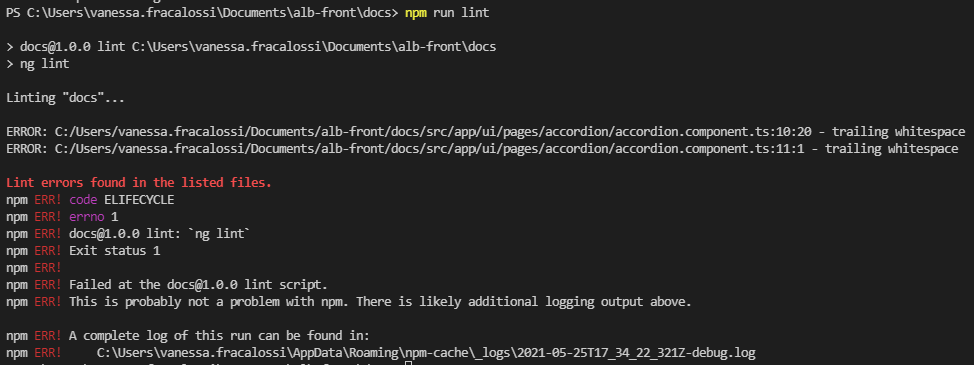 PS C:\Users\vanessa.fracalossi\Documents\alb-front\docs> npm run lint
> docs@1.0.0 lint C:\Users\vanessa.fracalossi\Documents\alb-front\docs
> ng lint
Linting "docs"...
ERROR: C:/Users/vanessa.fracalossi/Documents/alb-front/docs/src/app/ui/pages/accordion/accordion.component.ts:10:20 - trailing whitespace
ERROR: C:/Users/vanessa.fracalossi/Documents/alb-front/docs/src/app/ui/pages/accordion/accordion.component.ts:11:1 - trailing whitespace
Lint errors found in the listed files.
npm ERR! code ELIFECYCLE
npm ERR! errno 1
npm ERR! docs@1.0.0 lint: `ng lint`
npm ERR! Exit status 1
npm ERR!
npm ERR! Failed at the docs@1.0.0 lint script.
npm ERR! This is probably not a problem with npm. There is likely additional logging output above.
npm ERR! A complete log of this run can be found in:
npm ERR!     C:\Users\vanessa.fracalossi\AppData\Roaming\npm-cache\_logs\2021-05-25T17_34_22_321Z-debug.log